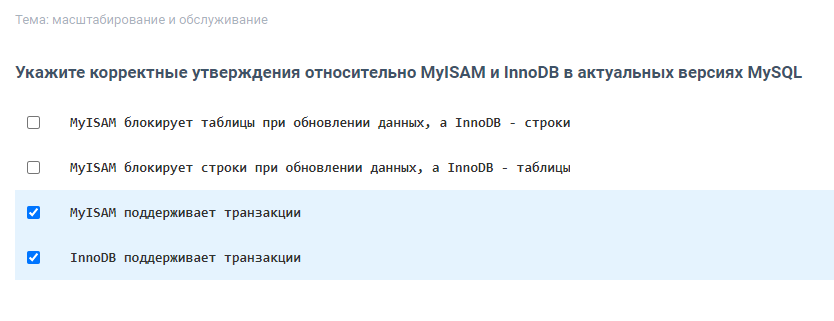 Тема: масштабирование и обслуживание
Укажите корректные утверждения относительно MyISAM и InnoDB в актуальных версиях MySQL
MyISAM блокирует таблицы при обновлении данных, а InnoDB - строки
MyISAM блокирует строки при обновлении данных, а InnoDB - таблицы
MyISAM поддерживает транзакции
InnoDB поддерживает транзакции